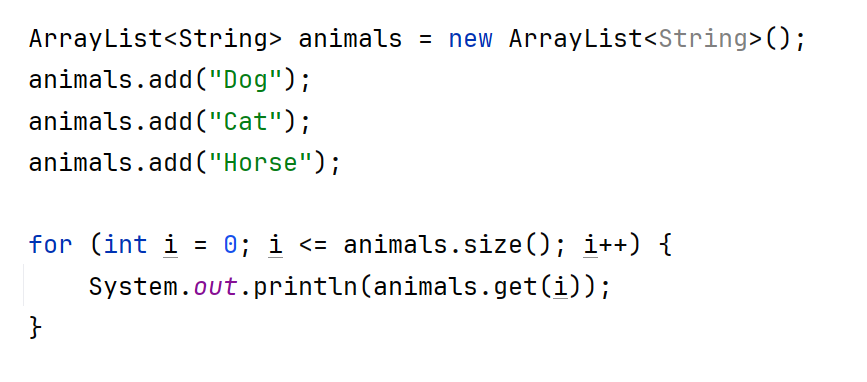 ArrayList<String> animals = new ArrayList<String>();
animals.add("Dog");
animals.add("Cat");
animals.add("Horse");
for (int i = 0; i <= animals.size(); i++) {
System.out.println(animals.get(i));
}